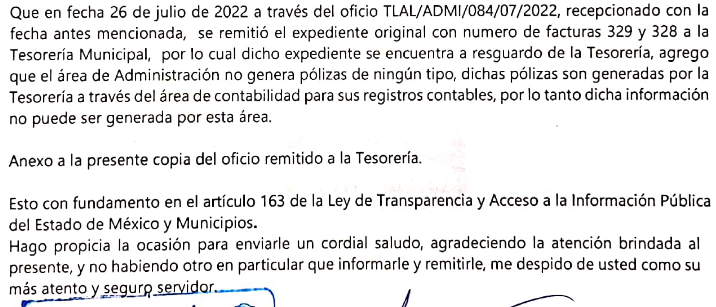 Que en fecha 26 de julio de 2022 a través del oficio TLAL/ADMI/084/07/2022, recepcionado con la
fecha antes mencionada, se remitió el expediente original con numero de facturas 329 y 328 a la
Tesorería Municipal, por lo cual dicho expediente se encuentra a resguardo de la Tesorería, agrego
que el área de Administración no genera pólizas de ningún tipo, dichas pólizas son generadas por la
Tesorería a través del área de contabilidad para sus registros contables, por lo tanto dicha información
no puede ser generada por esta área.
Anexo a la presente copia del oficio remitido a la Tesorería.
Esto con fundamento en el artículo 163 de la Ley de Transparencia y Acceso a la Información Pública
del Estado de México y Municipios.
Hago propicia la ocasión para enviarle un cordial saludo, agradeciendo la atención brindada al
presente, y no habiendo otro en particular que informarle y remitirle, me despido de usted como su
más atento y seguro servidor.